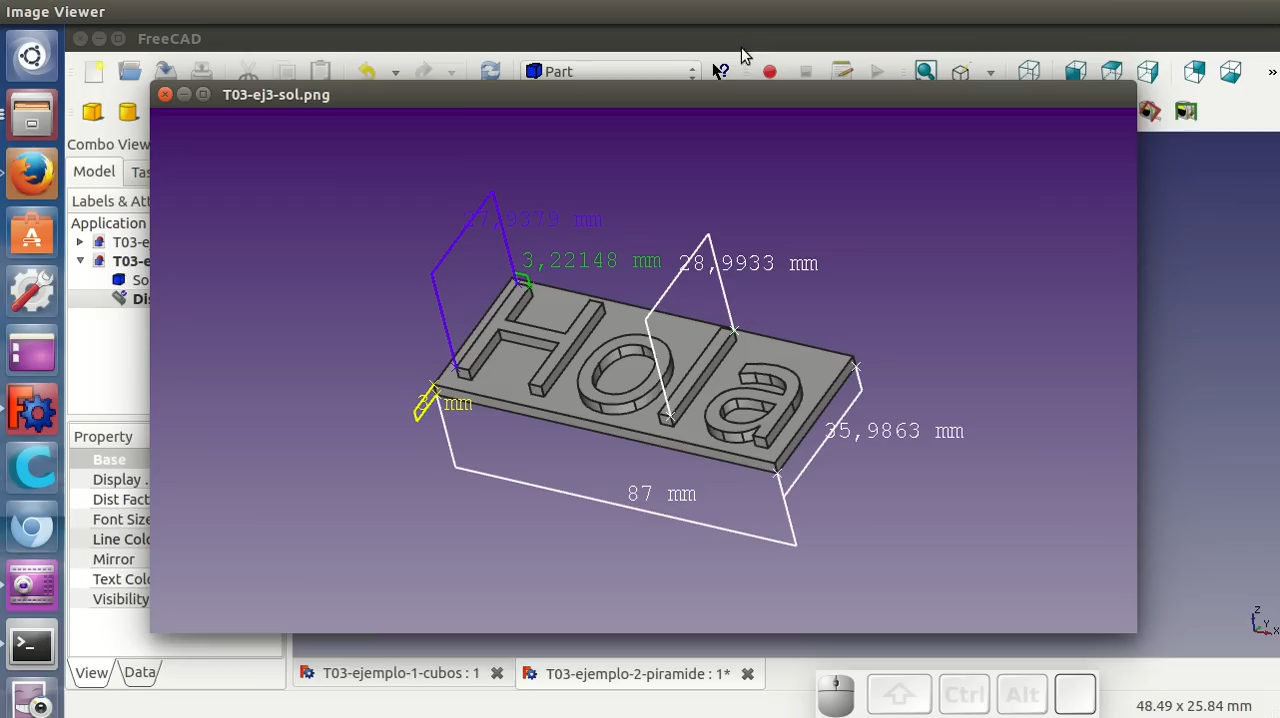 Image Viewer
FreeCAD
Part
T03-ej3-sol.png
Combo View
Model
Tas
Labels & Att
Application
T03-e
T03-e
So
Dis
27,9379 mm
3,22148 mm
28,9933 mm
Hola
3 mm
35,9863 mm
87 mm
Property
Base
Display .
Dist Fact
Font Size
Line Colo
Mirror
Text Colo
Visibility
View
Data
T03-ejemplo-1-cubos : 1
T03-ejemplo-2-piramide : 1*
Ctrl
Alt
Z
Y
X
48.49 x 25.84 mm